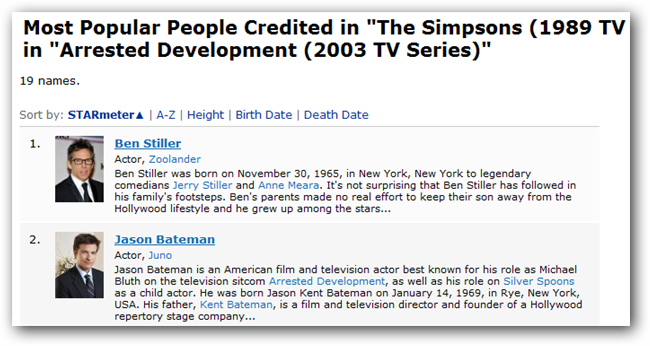 Most Popular People Credited in "The Simpsons (1989 TV
in "Arrested Development (2003 TV Series)"
19 names.
Sort by: STARmeter▲ | A-Z | Height | Birth Date | Death Date
1. Ben Stiller
Actor, Zoolander
Ben Stiller was born on November 30, 1965, in New York, New York to legendary
comedians Jerry Stiller and Anne Meara. It's not surprising that Ben Stiller has followed in
his family's footsteps. Ben's parents made no real effort to keep their son away from the
Hollywood lifestyle and he grew up among the stars...
2. Jason Bateman
Actor, Juno
Jason Bateman is an American film and television actor best known for his role as Michael
Bluth on the television sitcom Arrested Development, as well as his role on Silver Spoons
as a child actor. He was born Jason Kent Bateman on January 14, 1969, in Rye, New York,
USA. His father, Kent Bateman, is a film and television director and founder of a Hollywood
repertory stage company...